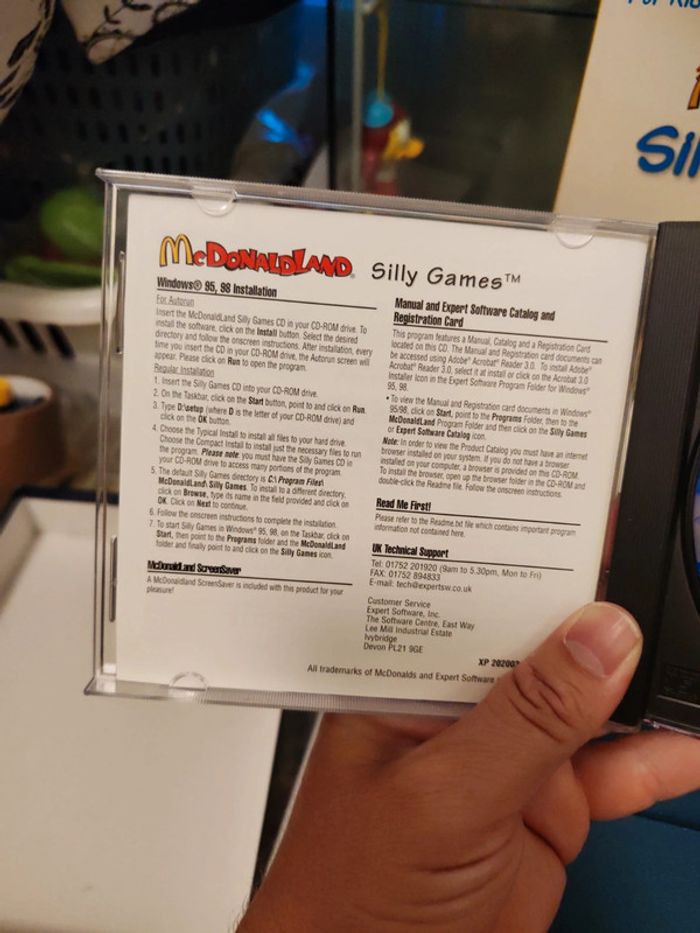 McDONALDLAND® Silly Games™
Windows® 95, 98 Installation
For Autorun
Insert the McDonaldLand Silly Games CD in your CD-ROM drive. To
install the software, click on the Install button. Select the desired
directory and follow the onscreen instructions. After installation, every
time you insert the CD in your CD-ROM drive, the Autorun screen will
appear. Please click on Run to open the program.
Regular Installation
1. Insert the Silly Games CD into your CD-ROM drive.
2. On the Taskbar, click on the Start button, point to and click on Run.
3. Type D:\setup (where D is the letter of your CD-ROM drive) and
click on the OK button.
4. Choose the Typical Install to install all files to your hard drive.
Choose the Compact Install to install just the necessary files to run
the program. Please note: you must have the Silly Games CD in
your CD-ROM drive to access many portions of the program.
5. The default Silly Games directory is C:\ Program Files\
McDonaldLand\ Silly Games. To install to a different directory,
click on Browse, type its name in the field provided and click on
OK. Click on Next to continue.
6. Follow the onscreen instructions to complete the installation.
7. To start Silly Games in Windows® 95, 98, on the Taskbar, click on
Start, then point to the Programs folder and the McDonaldLand
folder and finally point to and click on the Silly Games icon.
McDonaldLand ScreenSaver
A McDonaldland ScreenSaver is included with this product for your
pleasure!
Manual and Expert Software Catalog and
Registration Card
This program features a Manual, Catalog and a Registration Card
located on this CD. The Manual and Registration card documents can
be accessed using Adobe® Acrobat® Reader 3.0. To install Adobe®
Acrobat® Reader 3.0, select it at install or click on the Acrobat 3.0
Installer Icon in the Expert Software Program Folder for Windows®
95, 98.
• To view the Manual and Registration card documents in Windows®
95/98, click on Start, point to the Programs Folder, then to the
McDonaldLand Program Folder and then click on the Silly Games
or Expert Software Catalog icon.
Note: In order to view the Product Catalog you must have an internet
browser installed on your system. If you do not have a browser
installed on your computer, a browser is provided on this CD-ROM.
To install the browser, open up the browser folder in the CD-ROM and
double-click the Readme file. Follow the onscreen instructions.
Read Me First!
Please refer to the Readme.txt file which contains important program
information not contained here.
UK Technical Support
Tel: 01752 201920 (9am to 5.30pm, Mon to Fri)
FAX: 01752 894833
E-mail: tech@expertsw.co.uk
Customer Service
Expert Software, Inc.
The Software Centre, East Way
Lee Mill Industrial Estate
Ivybridge
Devon PL21 9GE
XP 202003
All trademarks of McDonalds and Expert Software